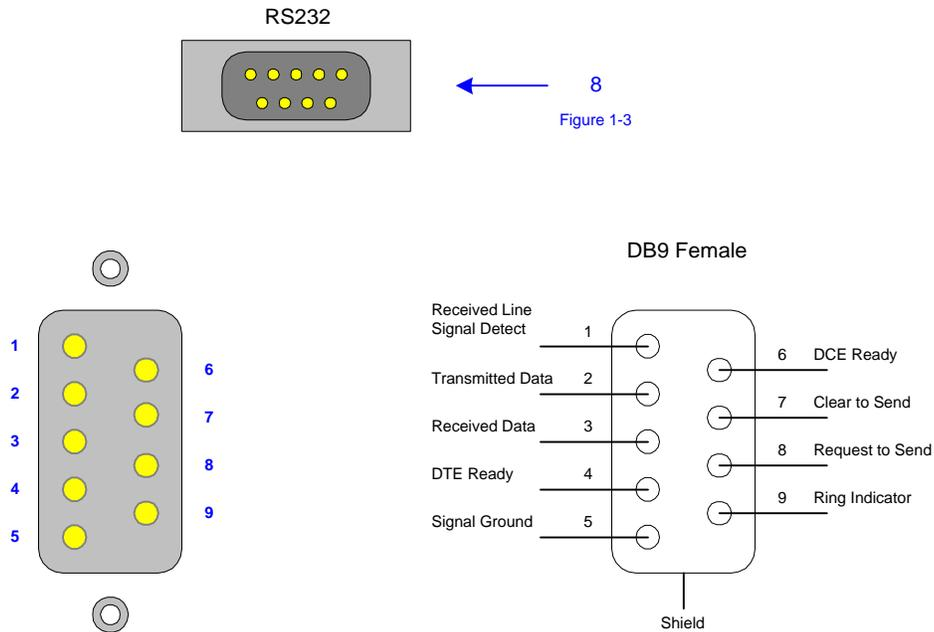 RS232
8
Figure 1-3
DB9 Female
1
2
3
4
5
6
7
8
9
Received Line
Signal Detect
1
Transmitted Data 2
Received Data 3
DTE Ready 4
Signal Ground 5
6 DCE Ready
7 Clear to Send
8 Request to Send
9 Ring Indicator
Shield